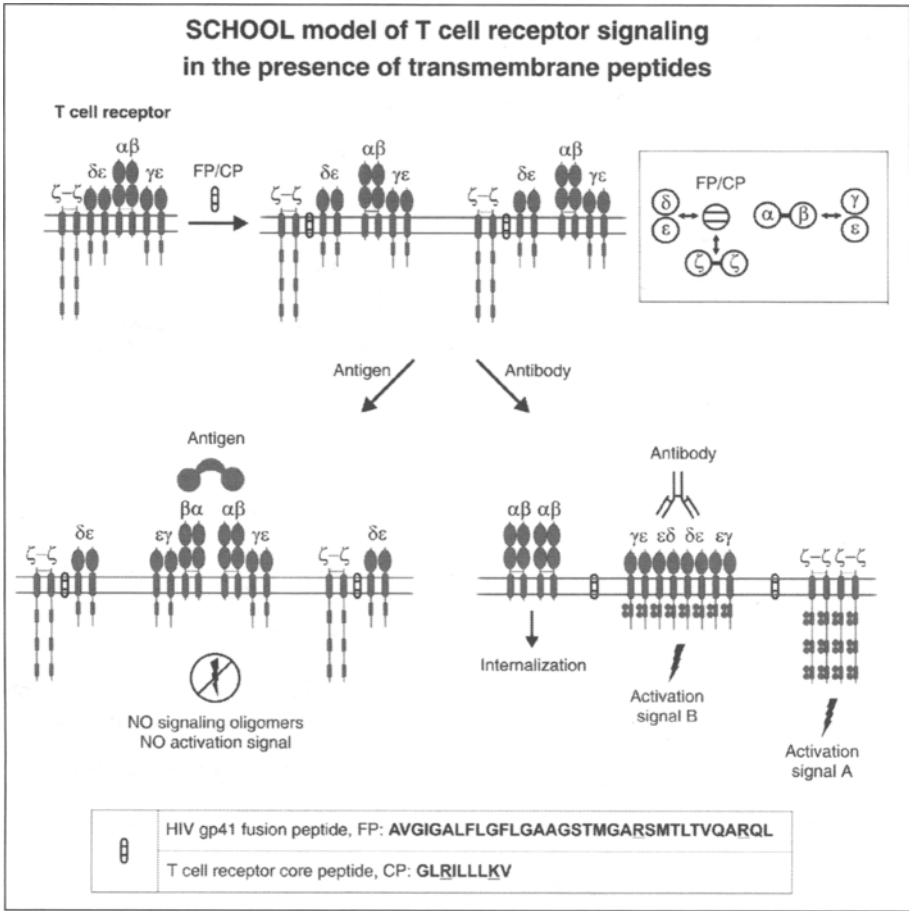 SCHOOL model of T cell receptor signaling
in the presence of transmembrane peptides
T cell receptor
αβ
δε
γε
ζ–ζ
FP/CP
αβ
δε
γε
ζ–ζ
αβ
δε
γε
ζ–ζ
FP/CP
δ
ε
α
β
γ
ε
ζ
ζ
Antigen
Antibody
Antigen
βα
αβ
δε
εγ
γε
δε
ζ–ζ
ζ–ζ
NO signaling oligomers
NO activation signal
Antibody
αβ αβ
γε εδ δε εγ
ζ–ζ ζ–ζ
Internalization
Activation
signal B
Activation
signal A
HIV gp41 fusion peptide, FP: AVGIGALFLGFLGAAGSTMGARSMTLTVQARQL
T cell receptor core peptide, CP: GLRILLLKV